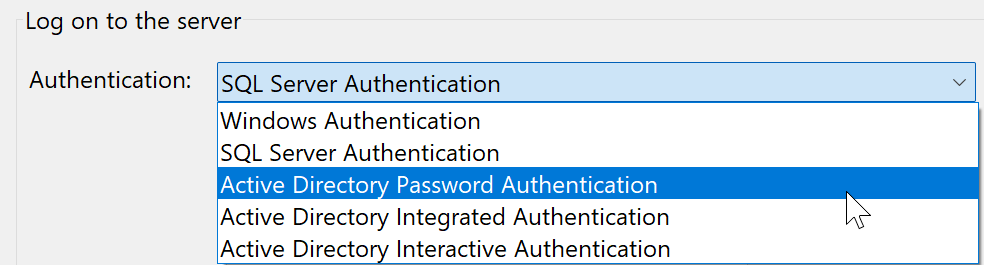 Log on to the server
Authentication: SQL Server Authentication
Windows Authentication
SQL Server Authentication
Active Directory Password Authentication
Active Directory Integrated Authentication
Active Directory Interactive Authentication